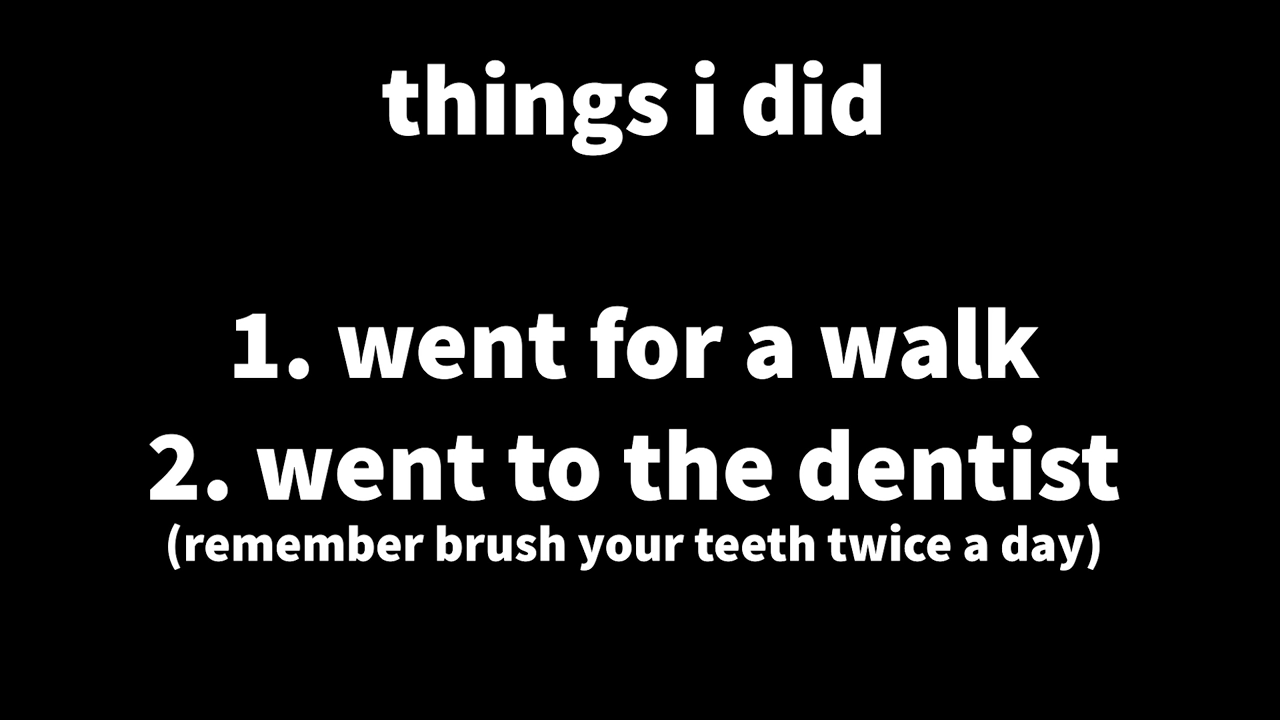 things i did
1. went for a walk
2. went to the dentist
(remember brush your teeth twice a day)